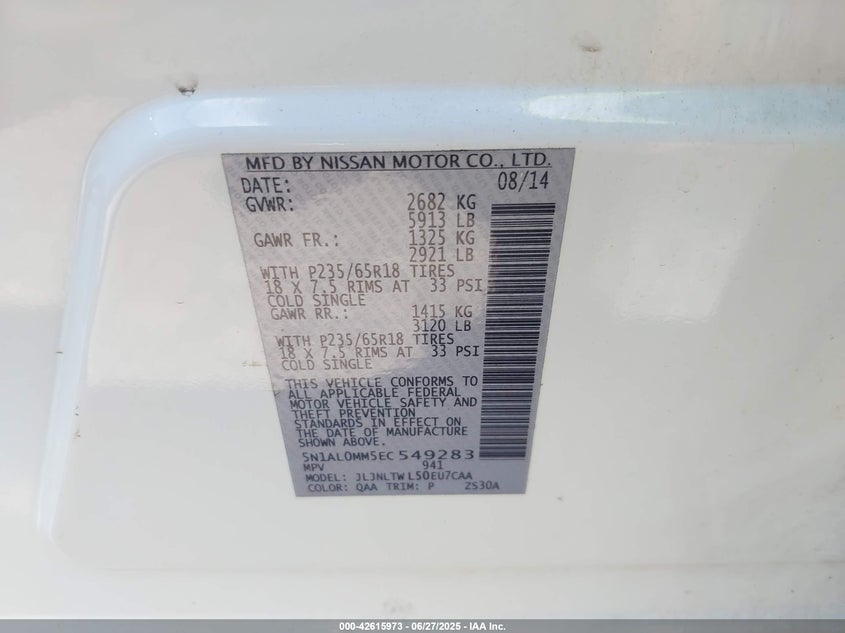 MFD BY NISSAN MOTOR CO., LTD.
DATE: 08/14
GVWR: 2682 KG
5913 LB
GAWR FR.: 1325 KG
2921 LB
WITH P235/65R18 TIRES
18 X 7.5 RIMS AT 33 PSI
COLD SINGLE
GAWR RR.: 1415 KG
3120 LB
WITH P235/65R18 TIRES
18 X 7.5 RIMS AT 33 PSI
COLD SINGLE
THIS VEHICLE CONFORMS TO
ALL APPLICABLE FEDERAL
MOTOR VEHICLE SAFETY AND
THEFT PREVENTION
STANDARDS IN EFFECT ON
THE DATE OF MANUFACTURE
SHOWN ABOVE.
5N1AL0MM5EC549283
MPV 941
MODEL: JLJNLTWL50EU7CAA
COLOR: QAA TRIM: P ZS30A
000-42615973 - 06/27/2025 - IAA Inc.